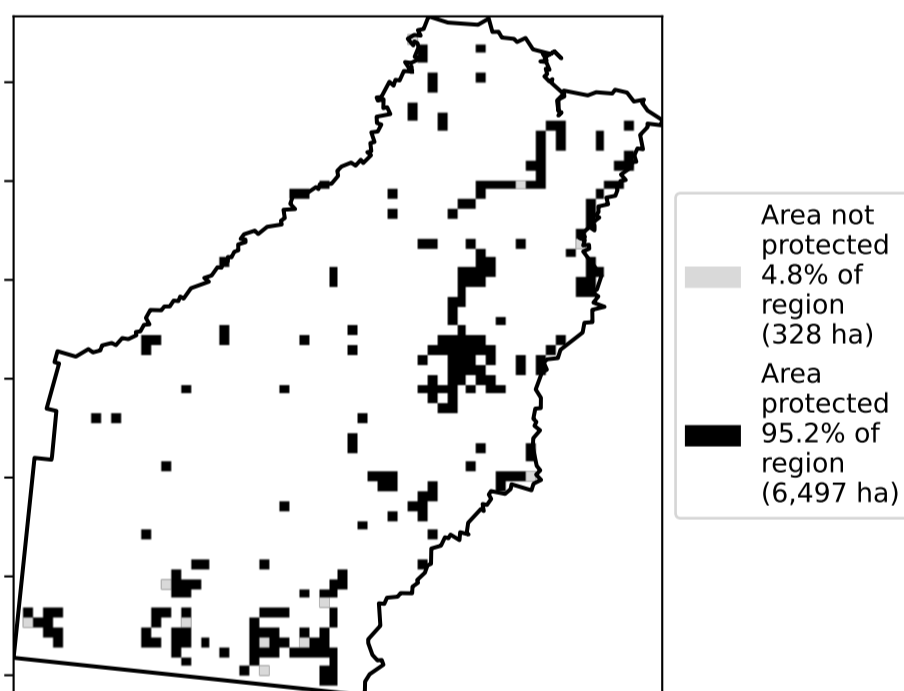 Area not
protected
4.8% of
region
(328 ha)
Area
protected
95.2% of
region
(6,497 ha)